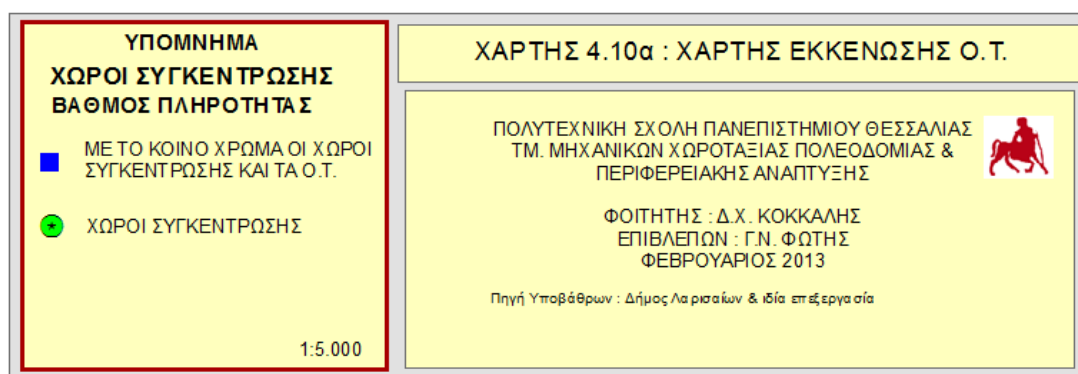 ΥΠΟΜΝΗΜΑ
ΧΩΡΟΙ ΣΥΓΚΕΝΤΡΩΣΗΣ
ΒΑΘΜΟΣ ΠΛΗΡΟΤΗΤΑΣ
ΜΕ ΤΟ ΚΟΙΝΟ ΧΡΩΜΑ ΟΙ ΧΩΡΟΙ
ΣΥΓΚΕΝΤΡΩΣΗΣ ΚΑΙ ΤΑ Ο.Τ.
ΧΩΡΟΙ ΣΥΓΚΕΝΤΡΩΣΗΣ
1:5.000
ΧΑΡΤΗΣ 4.10α : ΧΑΡΤΗΣ ΕΚΚΕΝΩΣΗΣ Ο.Τ.
ΠΟΛΥΤΕΧΝΙΚΗ ΣΧΟΛΗ ΠΑΝΕΠΙΣΤΗΜΙΟΥ ΘΕΣΣΑΛΙΑΣ
ΤΜ. ΜΗΧΑΝΙΚΩΝ ΧΩΡΟΤΑΞΙΑΣ ΠΟΛΕΟΔΟΜΙΑΣ &
ΠΕΡΙΦΕΡΕΙΑΚΗΣ ΑΝΑΠΤΥΞΗΣ
ΦΟΙΤΗΤΗΣ : Δ.Χ. ΚΟΚΚΑΛΗΣ
ΕΠΙΒΛΕΠΩΝ : Γ.Ν. ΦΩΤΗΣ
ΦΕΒΡΟΥΑΡΙΟΣ 2013
Πηγή Υποβάθρων : Δήμος Λαρισαίων & ιδία επεξεργασία